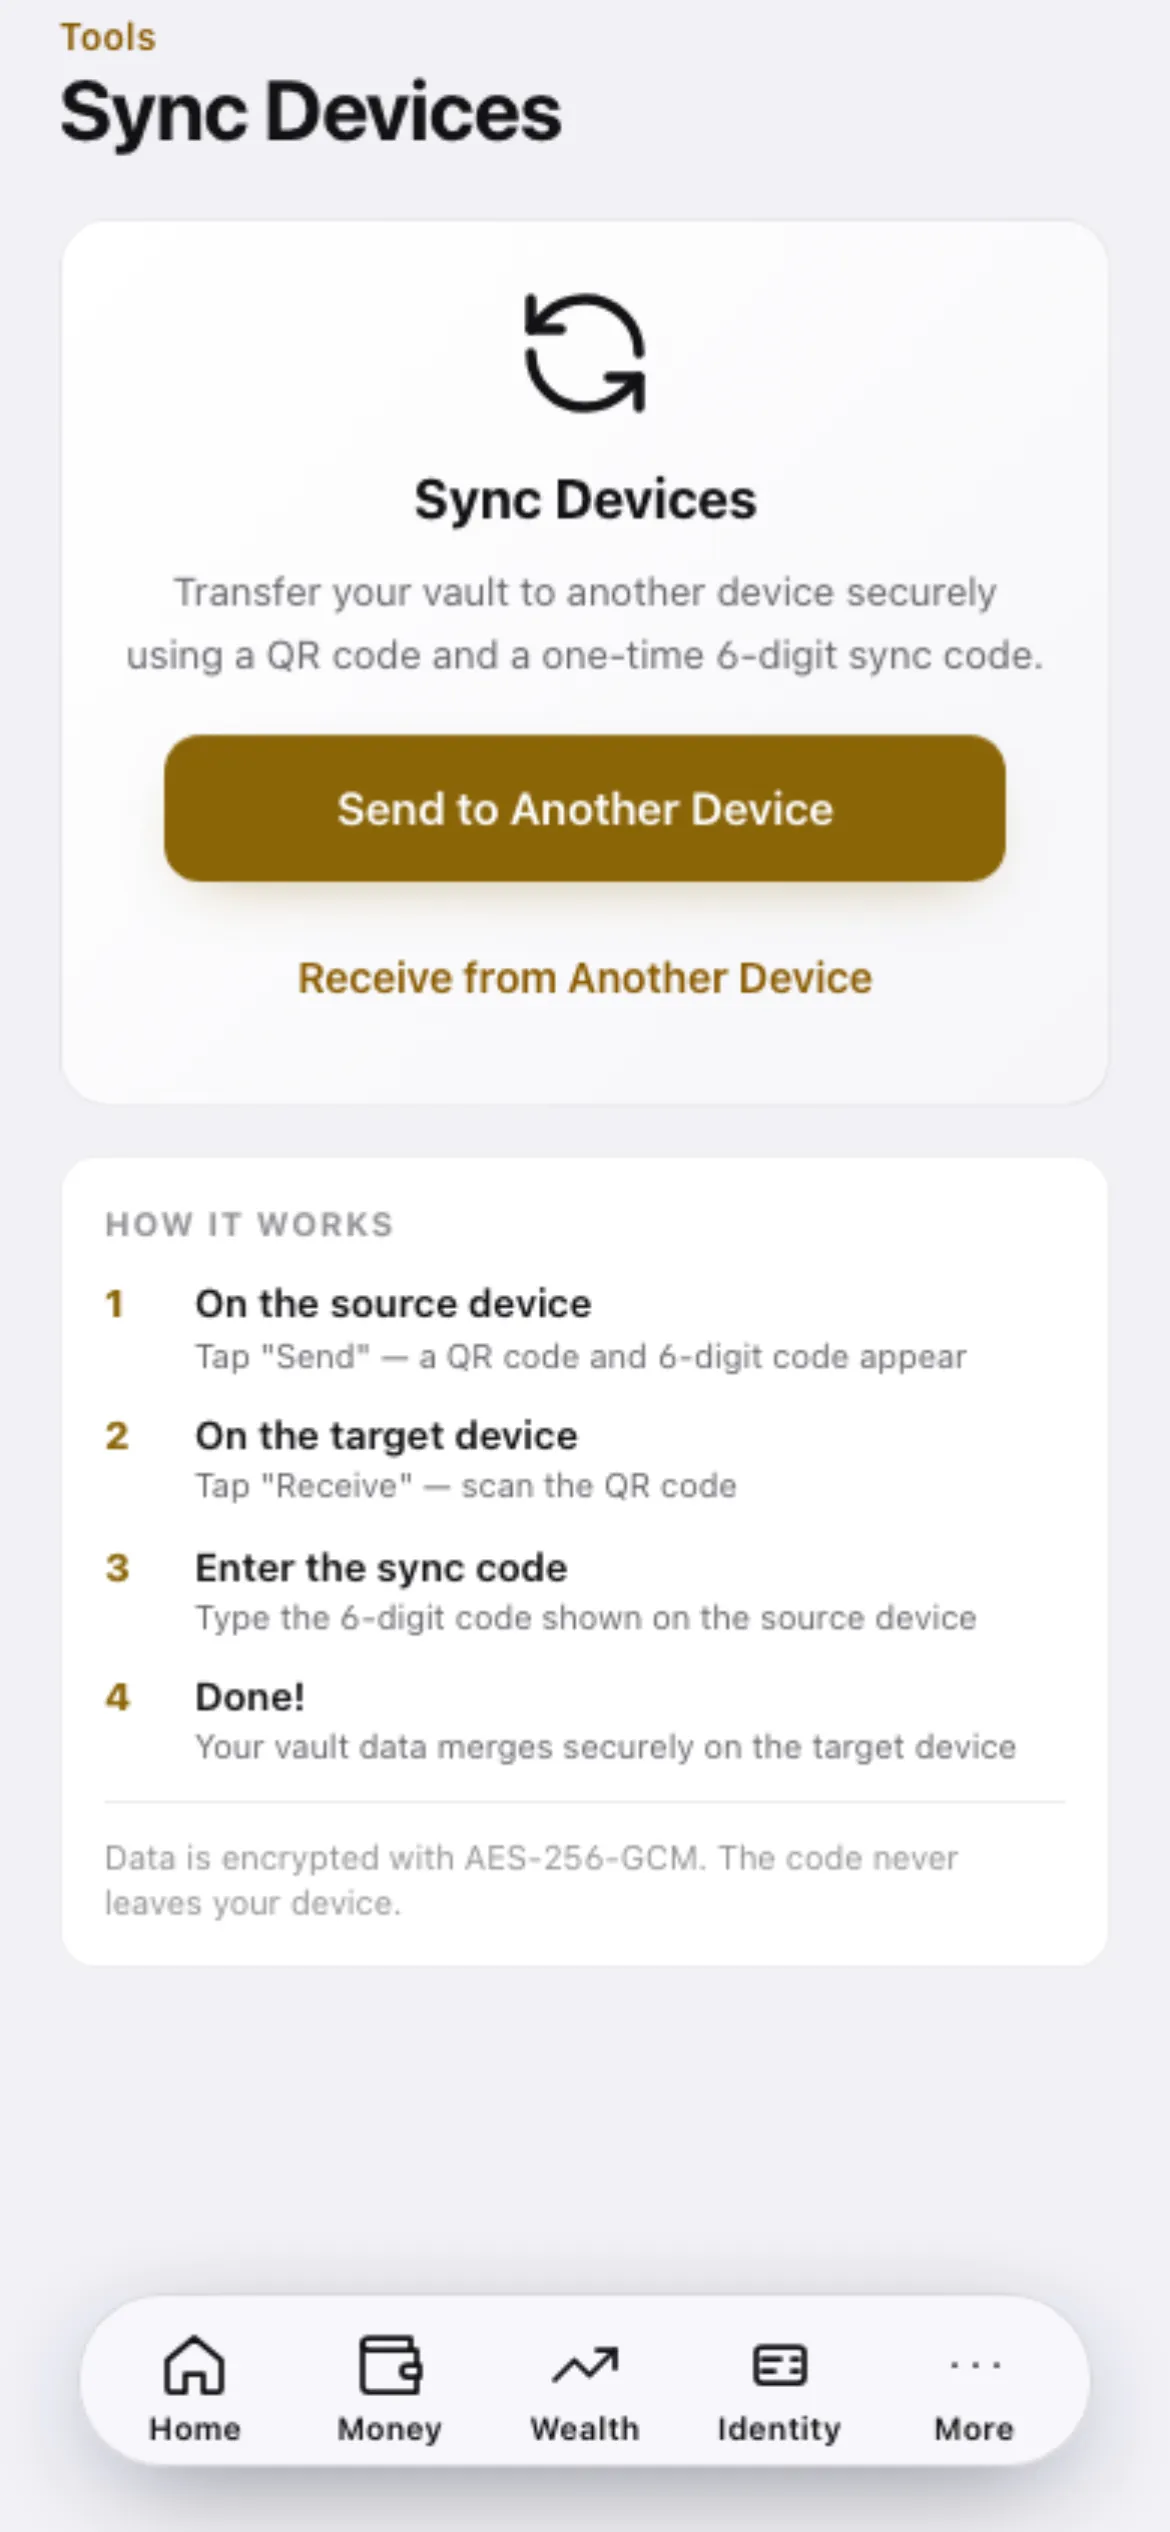 Tools
Sync Devices
Sync Devices
Transfer your vault to another device securely
using a QR code and a one-time 6-digit sync code.
Send to Another Device
Receive from Another Device
HOW IT WORKS
1 On the source device
Tap "Send" — a QR code and 6-digit code appear
2 On the target device
Tap "Receive" — scan the QR code
3 Enter the sync code
Type the 6-digit code shown on the source device
4 Done!
Your vault data merges securely on the target device
Data is encrypted with AES-256-GCM. The code never
leaves your device.
Home Money Wealth Identity More